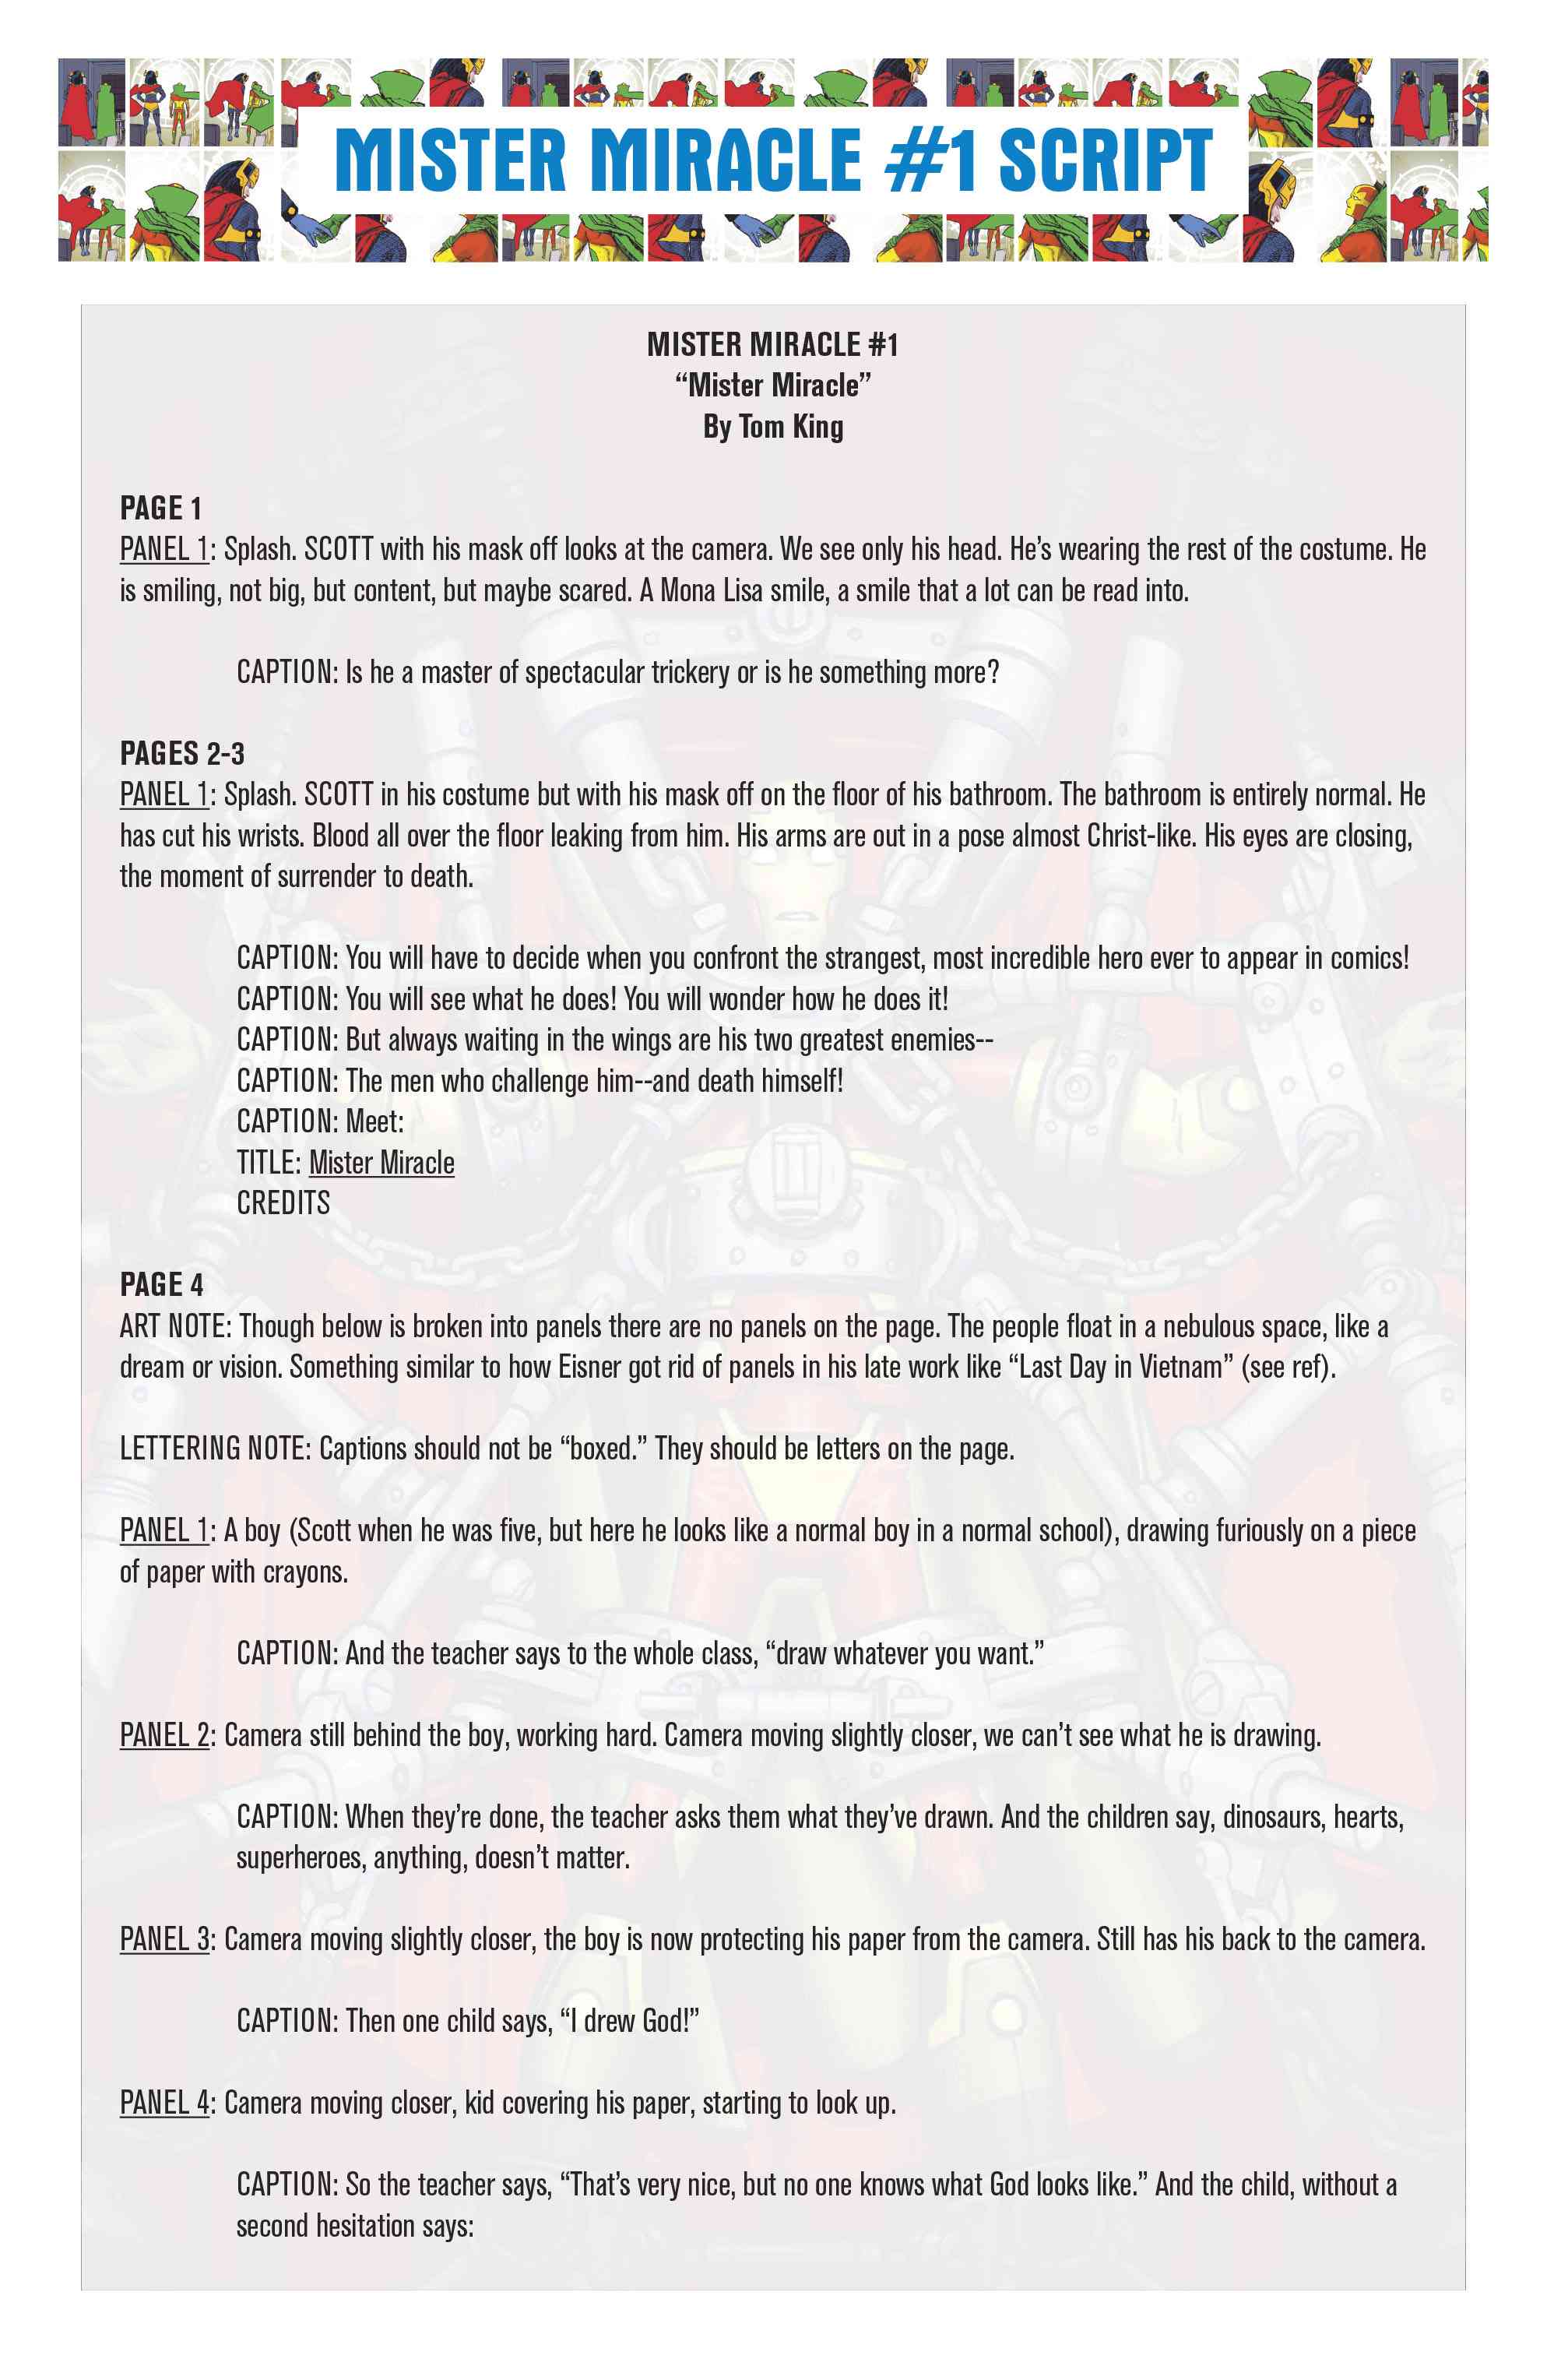 MISTER MIRACLE #1 SCRIPT
MISTER MIRACLE #1
“Mister Miracle”
By Tom King
PAGE 1
PANEL 1: Splash. SCOTT with his mask off looks at the camera. We see only his head. He’s wearing the rest of the costume. He
is smiling, not big, but content, but maybe scared. A Mona Lisa smile, a smile that a lot can be read into.
CAPTION: Is he a master of spectacular trickery or is he something more?
PAGES 2-3
PANEL 1: Splash. SCOTT in his costume but with his mask off on the floor of his bathroom. The bathroom is entirely normal. He
has cut his wrists. Blood all over the floor leaking from him. His arms are out in a pose almost Christ-like. His eyes are closing,
the moment of surrender to death.
CAPTION: You will have to decide when you confront the strangest, most incredible hero ever to appear in comics!
CAPTION: You will see what he does! You will wonder how he does it!
CAPTION: But always waiting in the wings are his two greatest enemies--
CAPTION: The men who challenge him--and death himself!
CAPTION: Meet:
TITLE: Mister Miracle
CREDITS
PAGE 4
ART NOTE: Though below is broken into panels there are no panels on the page. The people float in a nebulous space, like a
dream or vision. Something similar to how Eisner got rid of panels in his late work like “Last Day in Vietnam” (see ref).
LETTERING NOTE: Captions should not be “boxed.” They should be letters on the page.
PANEL 1: A boy (Scott when he was five, but here he looks like a normal boy in a normal school), drawing furiously on a piece
of paper with crayons.
CAPTION: And the teacher says to the whole class, “draw whatever you want.”
PANEL 2: Camera still behind the boy, working hard. Camera moving slightly closer, we can’t see what he is drawing.
CAPTION: When they’re done, the teacher asks them what they’ve drawn. And the children say, dinosaurs, hearts,
superheroes, anything, doesn’t matter.
PANEL 3: Camera moving slightly closer, the boy is now protecting his paper from the camera. Still has his back to the camera.
CAPTION: Then one child says, “I drew God!”
PANEL 4: Camera moving closer, kid covering his paper, starting to look up.
CAPTION: So the teacher says, “That’s very nice, but no one knows what God looks like.” And the child, without a
second hesitation says: